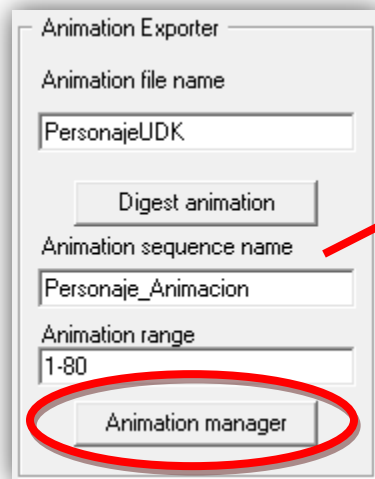 Animation Exporter
Animation file name
PersonajeUDK
Digest animation
Animation sequence name
Personaje_Animacion
Animation range
1-80
Animation manager